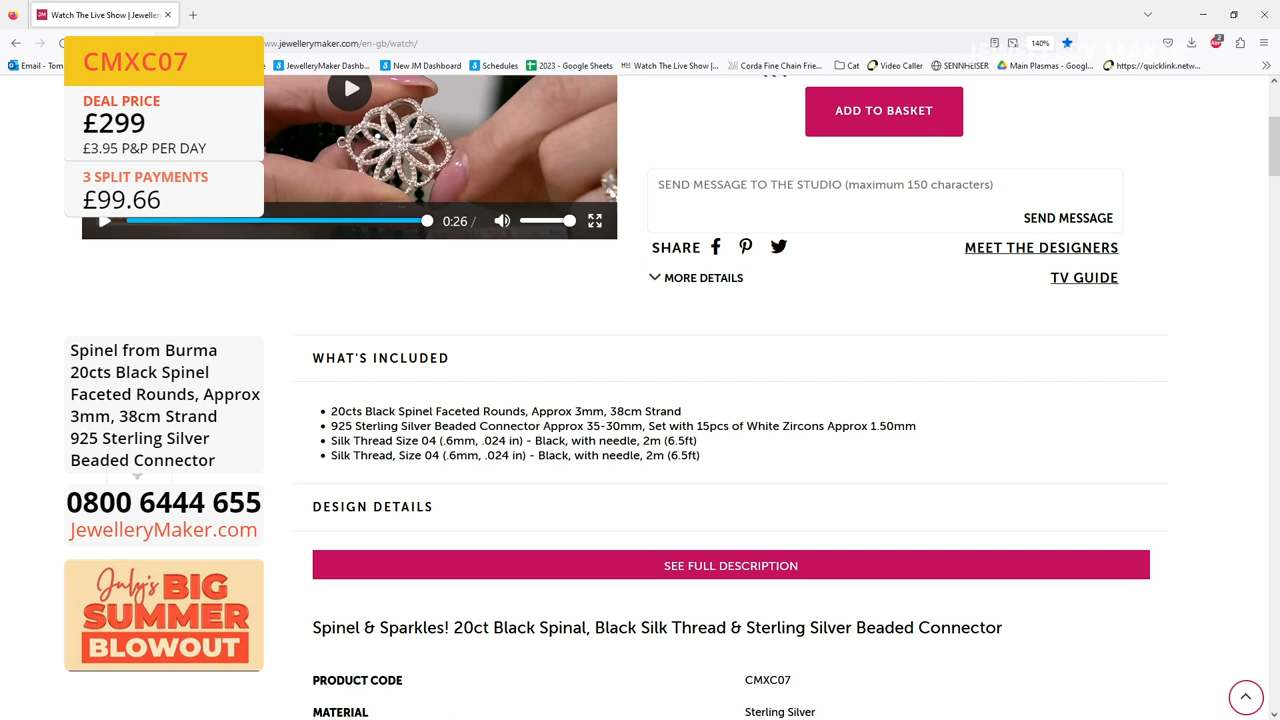 Watch The Live Show | Jeweller
w.jewellerymaker.com/en-gb/watch/
140%
2
Email - Tom
JewelleryMaker Dashb...
New JM Dashboard
Schedules
2023 - Google Sheets
Watch The Live Show |...
Corda Fine Chain Frie...
Cat
Video Caller
SENNHEISER
Main Plasmas - Googl...
https://quicklink.netw...
CMXC07
DEAL PRICE
£299
£3.95 P&P PER DAY
3 SPLIT PAYMENTS
£99.66
0:26 /
ADD TO BASKET
SEND MESSAGE TO THE STUDIO (maximum 150 characters)
SEND MESSAGE
SHARE
MEET THE DESIGNERS
MORE DETAILS
TV GUIDE
Spinel from Burma
20cts Black Spinel
Faceted Rounds, Approx
3mm, 38cm Strand
925 Sterling Silver
Beaded Connector
0800 6444 655
JewelleryMaker.com
July's BIG
SUMMER
BLOWOUT
WHAT'S INCLUDED
20cts Black Spinel Faceted Rounds, Approx 3mm, 38cm Strand
925 Sterling Silver Beaded Connector Approx 35-30mm, Set with 15pcs of White Zircons Approx 1.50mm
Silk Thread Size 04 (.6mm, .024 in) - Black, with needle, 2m (6.5ft)
Silk Thread, Size 04 (.6mm, .024 in) - Black, with needle, 2m (6.5ft)
DESIGN DETAILS
SEE FULL DESCRIPTION
Spinel & Sparkles! 20ct Black Spinal, Black Silk Thread & Sterling Silver Beaded Connector
PRODUCT CODE
CMXC07
MATERIAL
Sterling Silver